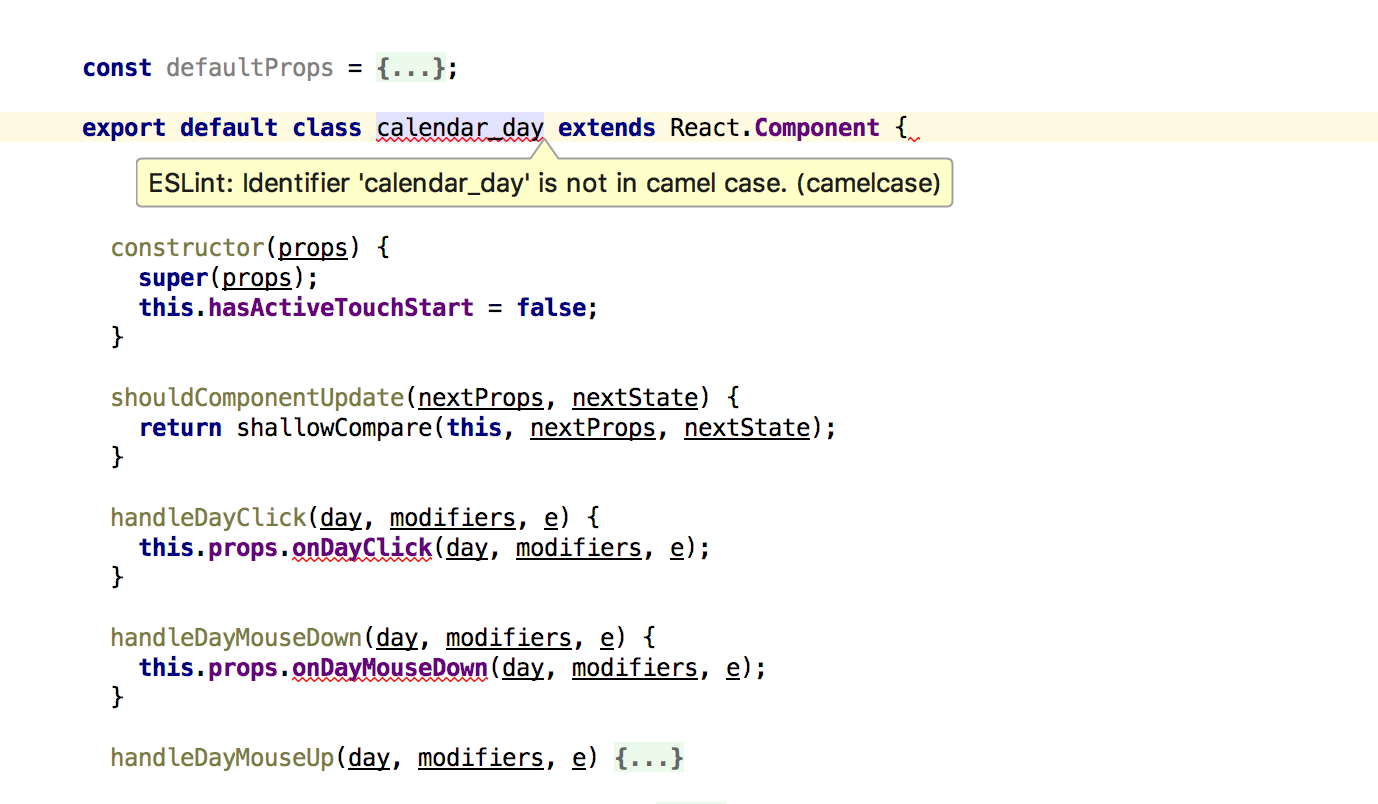 const defaultProps = {...};
export default class calendar_day extends React.Component {
ESLint: Identifier 'calendar_day' is not in camel case. (camelcase)
constructor(props) {
super(props);
this.hasActiveTouchStart = false;
}
shouldComponentUpdate(nextProps, nextState) {
return shallowCompare(this, nextProps, nextState);
}
handleDayClick(day, modifiers, e) {
this.props.onDayClick(day, modifiers, e);
}
handleDayMouseDown(day, modifiers, e) {
this.props.onDayMouseDown(day, modifiers, e);
}
handleDayMouseUp(day, modifiers, e) {...}